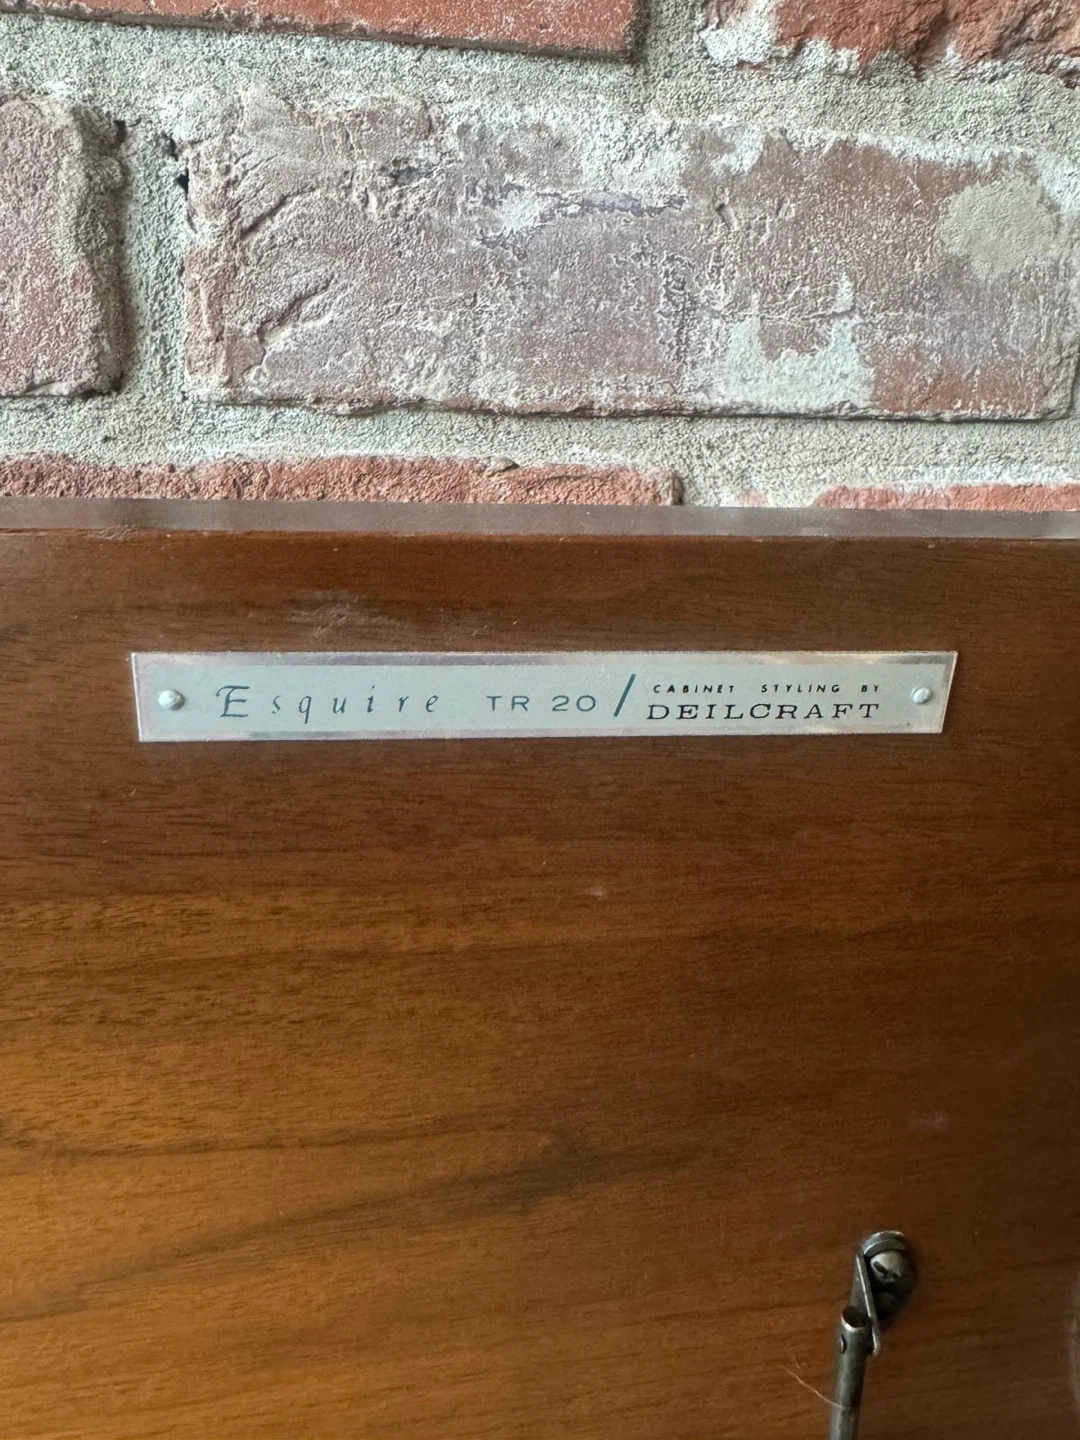 Esquire TR 20 / CABINET STYLING BY
DEILCRAFT